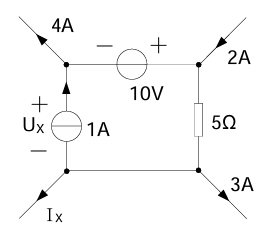 4A
− +
2A
10V
+
Ux
1A
5Ω
−
3A
Ix